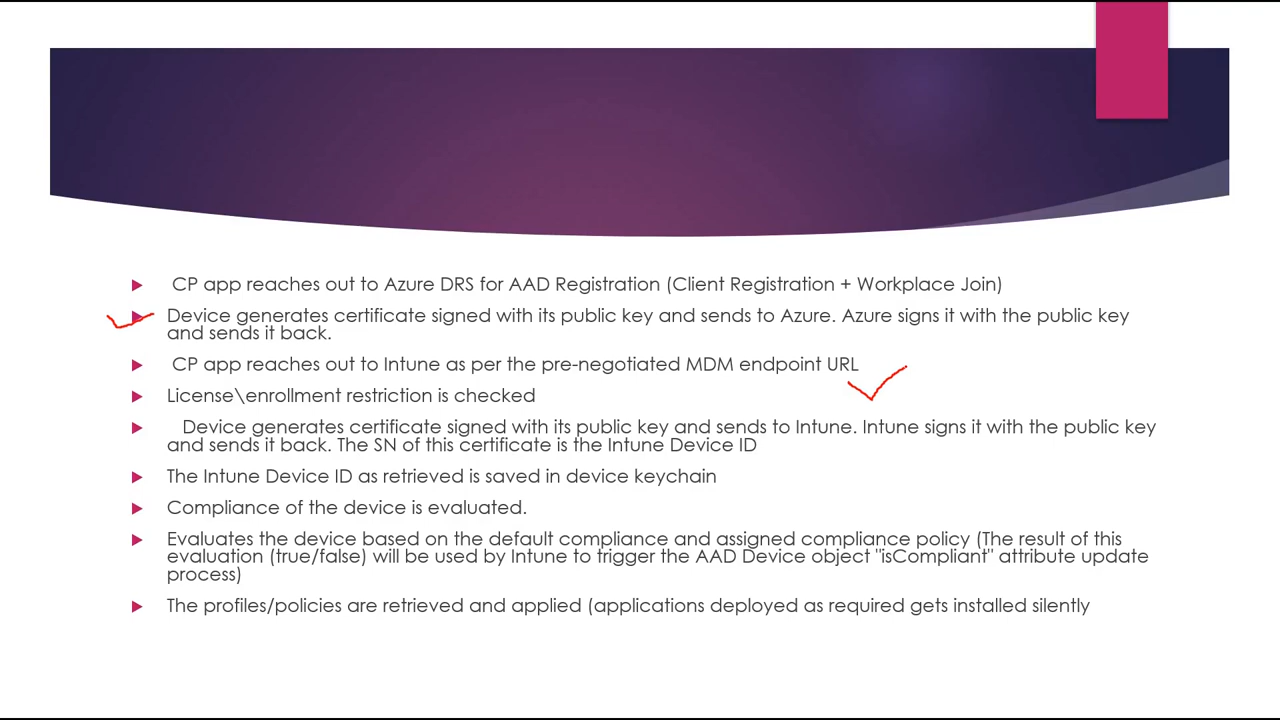 CP app reaches out to Azure DRS for AAD Registration (Client Registration + Workplace Join)
Device generates certificate signed with its public key and sends to Azure. Azure signs it with the public key
and sends it back.
CP app reaches out to Intune as per the pre-negotiated MDM endpoint URL
License\enrollment restriction is checked
Device generates certificate signed with its public key and sends to Intune. Intune signs it with the public key
and sends it back. The SN of this certificate is the Intune Device ID
The Intune Device ID as retrieved is saved in device keychain
Compliance of the device is evaluated.
Evaluates the device based on the default compliance and assigned compliance policy (The result of this
evaluation (true/false) will be used by Intune to trigger the AAD Device object "isCompliant" attribute update
process)
The profiles/policies are retrieved and applied (applications deployed as required gets installed silently